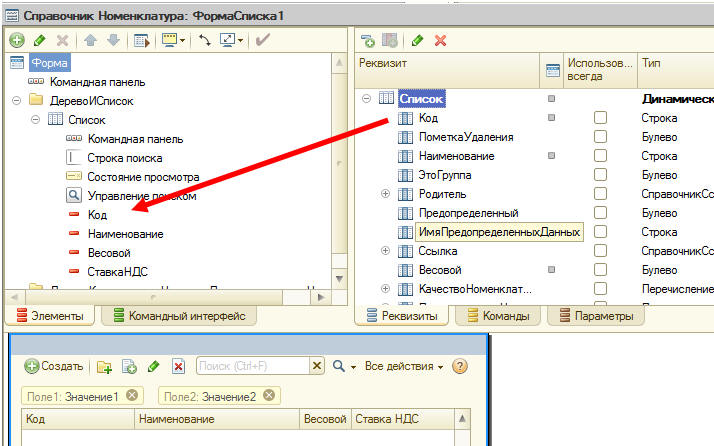 Справочник Номенклатура: ФормаСписка1
Форма
Командная панель
ДеревоИСписок
Список
Командная панель
Строка поиска
Состояние просмотра
Управление поиском
Код
Наименование
Весовой
СтавкаНДС
Элементы
Командный интерфейс
Реквизит
Использов... всегда
Тип
Список
Динамическ
Код
Строка
ПометкаУдаления
Булево
Наименование
Строка
ЭтоГруппа
Булево
Родитель
СправочникСс
Предопределенный
Булево
ИмяПредопределенныхДанных
Строка
Ссылка
СправочникСс
Весовой
Булево
КачествоНоменклат...
Перечисление
Реквизиты
Команды
Параметры
Создать
Поиск (Ctrl+F)
Все действия
Поле1: Значение1
Поле2: Значение2
Код
Наименование
Весовой
Ставка НДС